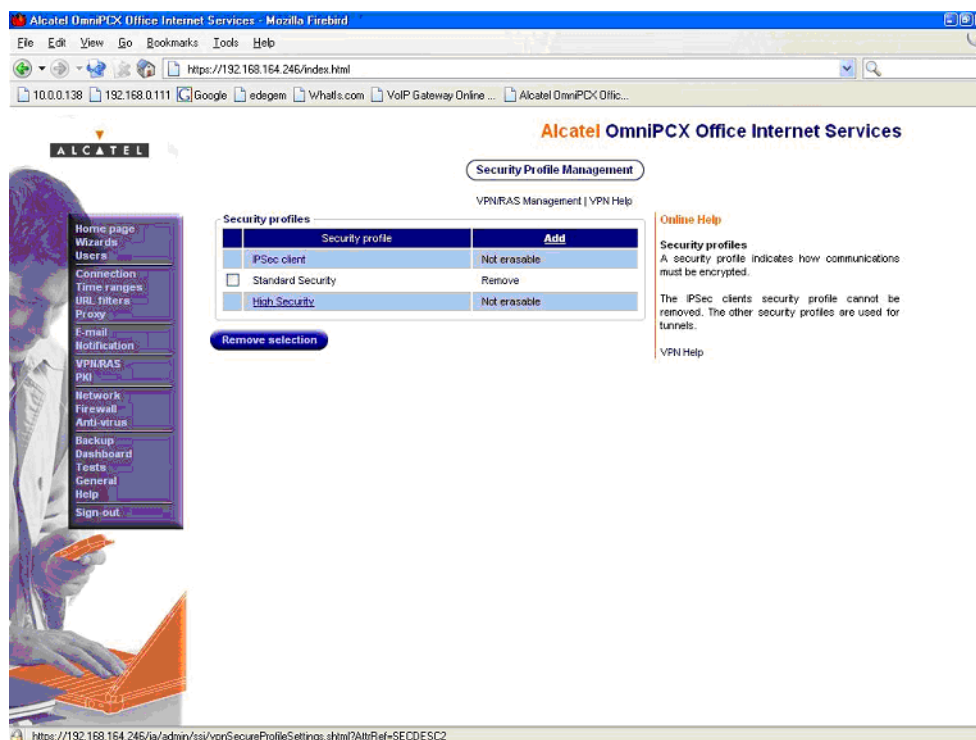 Alcatel OmniPCX Office Internet Services - Mozilla Firebird
File Edit View Go Bookmarks Tools Help
https://192.168.164.246/index.html
10.0.0.138 192.168.0.111 Google edegem WhatIs.com VoIP Gateway Online ... Alcatel OmniPCX Offic...
ALCATEL
Alcatel OmniPCX Office Internet Services
Security Profile Management
VPN/RAS Management | VPN Help
Home page
Wizards
Users
Connection
Time ranges
URL filters
Proxy
E-mail
Notification
VPN/RAS
PKI
Network
Firewall
Anti-virus
Backup
Dashboard
Tests
General
Help
Sign-out
Security profiles
Security profile Add
IPSec client Not erasable
Standard Security Remove
High Security Not erasable
Remove selection
Online Help
Security profiles
A security profile indicates how communications
must be encrypted.
The IPSec clients security profile cannot be
removed. The other security profiles are used for
tunnels.
VPN Help
https://192.168.164.246/ia/admin/ssi/vpnSecureProfileSettings.shtml?AttrRef=SECDESC2